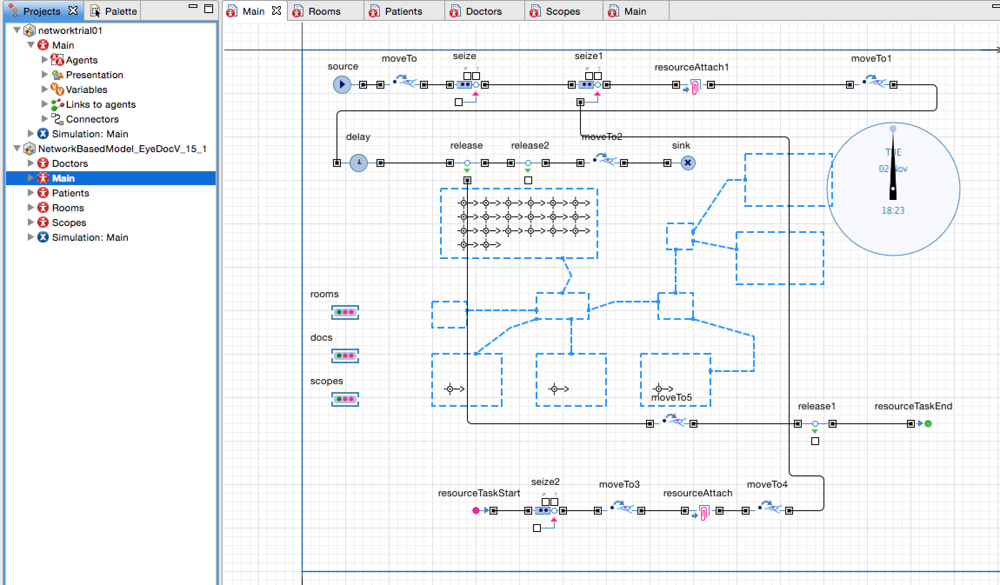 Projects
Palette
Main
Rooms
Patients
Doctors
Scopes
Main
networktrial01
Main
Agents
Presentation
Variables
Links to agents
Connectors
Simulation: Main
NetworkBasedModel_EyeDocV_15_1
Doctors
Main
Patients
Rooms
Scopes
Simulation: Main
source
moveTo
seize
P T
seize1
P T
resourceAttach1
moveTo1
delay
release
release2
moveTo2
sink
TUE
02 Nov
18:23
rooms
docs
scopes
moveTo5
release1
resourceTaskEnd
resourceTaskStart
seize2
P T
moveTo3
resourceAttach
moveTo4